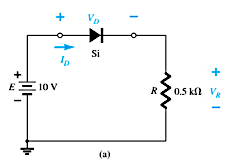 + V_D −
I_D
Si
+
E 10 V
−
R 0.5 kΩ
+
V_R
−
(a)